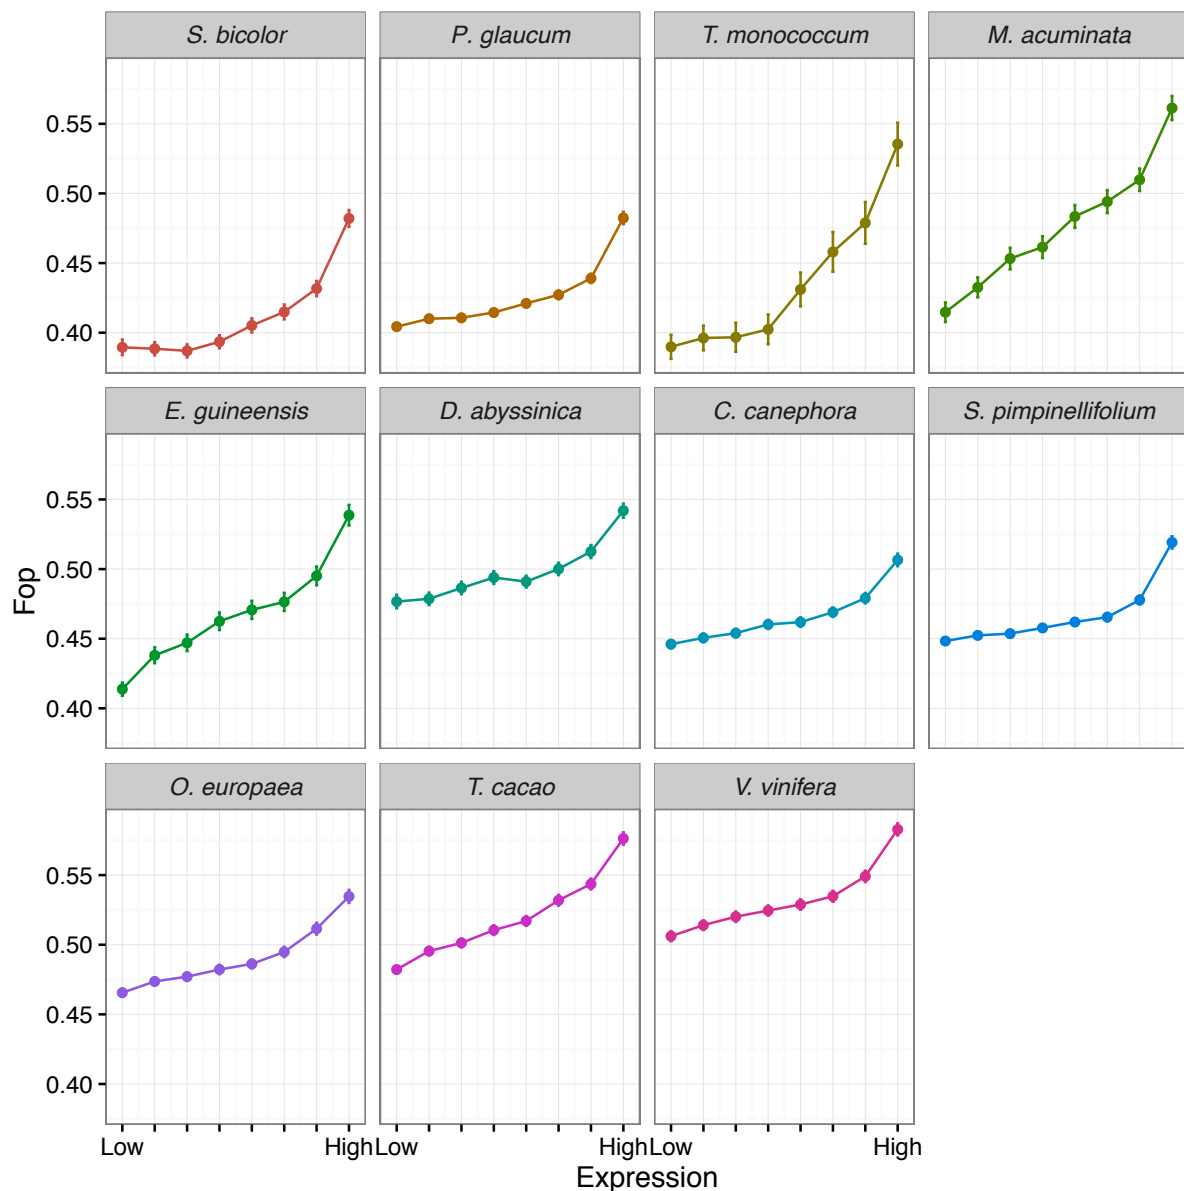 S. bicolor
P. glaucum
T. monococcum
M. acuminata
0.55
0.50
0.45
0.40
E. guineensis
D. abyssinica
C. canephora
S. pimpinellifolium
0.55
0.50
0.45
0.40
Fop
O. europaea
T. cacao
V. vinifera
0.55
0.50
0.45
0.40
Low
High
Low
High
Low
High
Expression